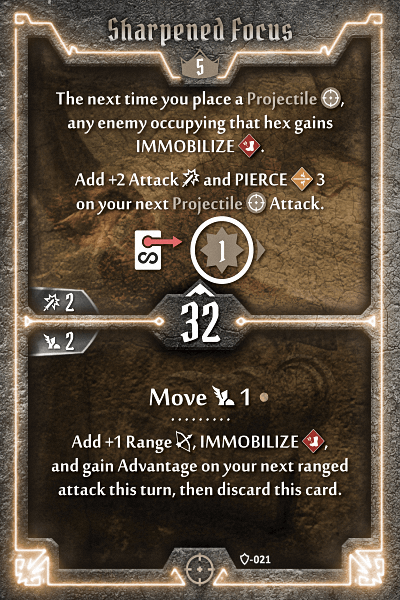 Sharpened Focus
5
The next time you place a Projectile,
any enemy occupying that hex gains
IMMOBILIZE.
Add +2 Attack and PIERCE 3
on your next Projectile Attack.
1
2
32
2
Move 1
Add +1 Range, IMMOBILIZE,
and gain Advantage on your next ranged
attack this turn, then discard this card.
-021